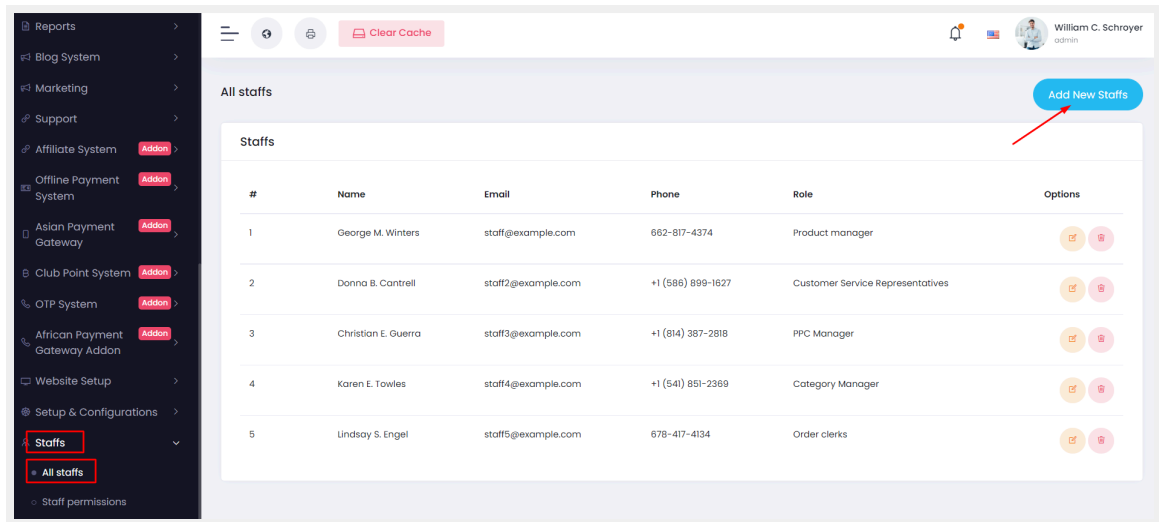 Reports
Blog System
Marketing
Support
Affiliate System Addon
Offline Payment Addon
System
Asian Payment Addon
Gateway
Club Point System Addon
OTP System Addon
African Payment Addon
Gateway Addon
Website Setup
Setup & Configurations
Staffs
All staffs
Staff permissions
Clear Cache
William C. Schroyer
admin
All staffs
Add New Staffs
Staffs
# Name Email Phone Role Options
1 George M. Winters staff@example.com 662-817-4374 Product manager
2 Donna B. Cantrell staff2@example.com +1 (586) 899-1627 Customer Service Representatives
3 Christian E. Guerra staff3@example.com +1 (814) 387-2818 PPC Manager
4 Karen E. Towles staff4@example.com +1 (541) 851-2369 Category Manager
5 Lindsay S. Engel staff5@example.com 678-417-4134 Order clerks